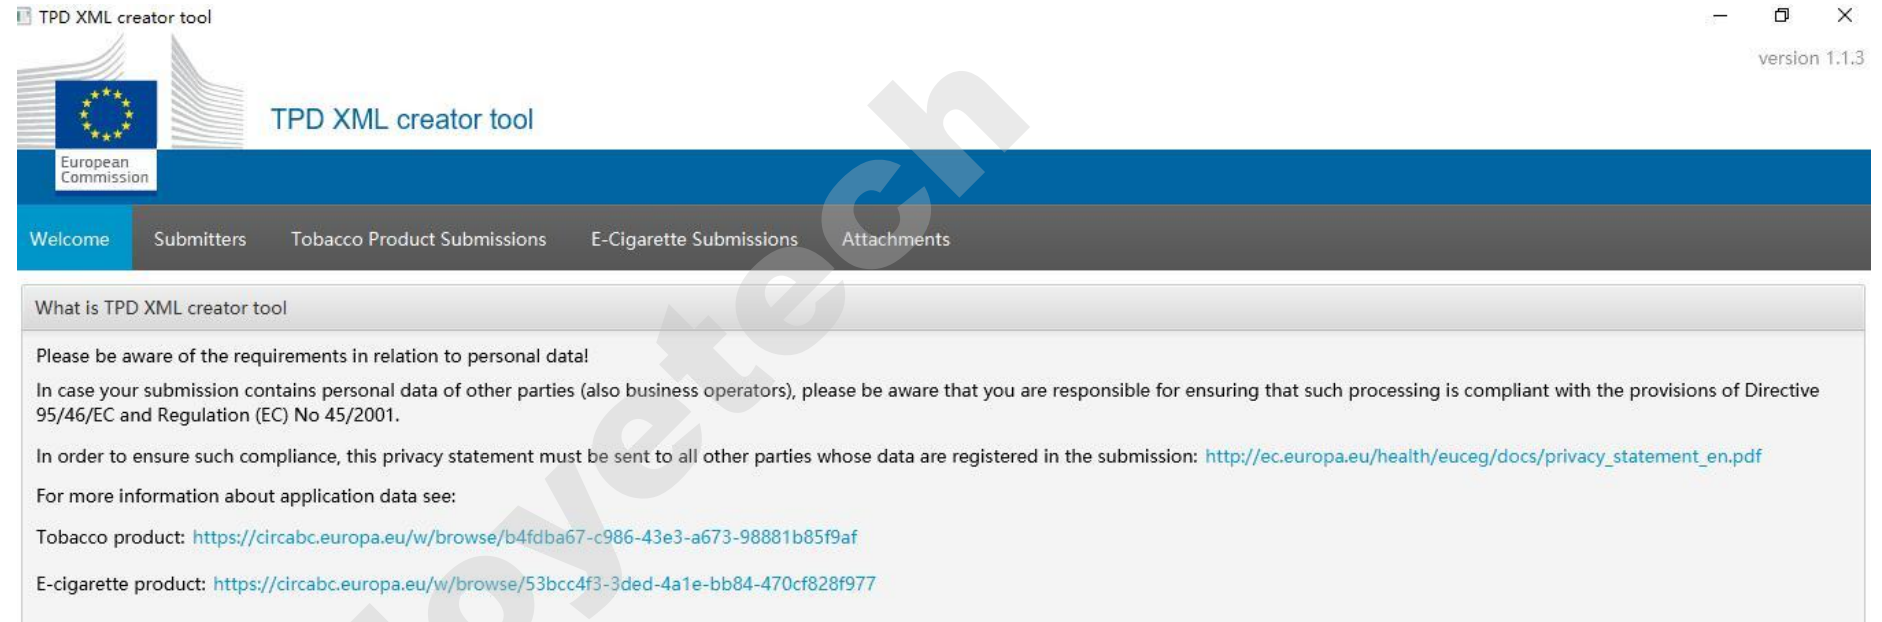 TPD XML creator tool
version 1.1.3
TPD XML creator tool
European
Commission
Welcome Submitters Tobacco Product Submissions E-Cigarette Submissions Attachments
What is TPD XML creator tool
Please be aware of the requirements in relation to personal data!
In case your submission contains personal data of other parties (also business operators), please be aware that you are responsible for ensuring that such processing is compliant with the provisions of Directive
95/46/EC and Regulation (EC) No 45/2001.
In order to ensure such compliance, this privacy statement must be sent to all other parties whose data are registered in the submission: http://ec.europa.eu/health/euceg/docs/privacy_statement_en.pdf
For more information about application data see:
Tobacco product: https://circabc.europa.eu/w/browse/b4fdba67-c986-43e3-a673-98881b85f9af
E-cigarette product: https://circabc.europa.eu/w/browse/53bcc4f3-3ded-4a1e-bb84-470cf828f977
oyetech